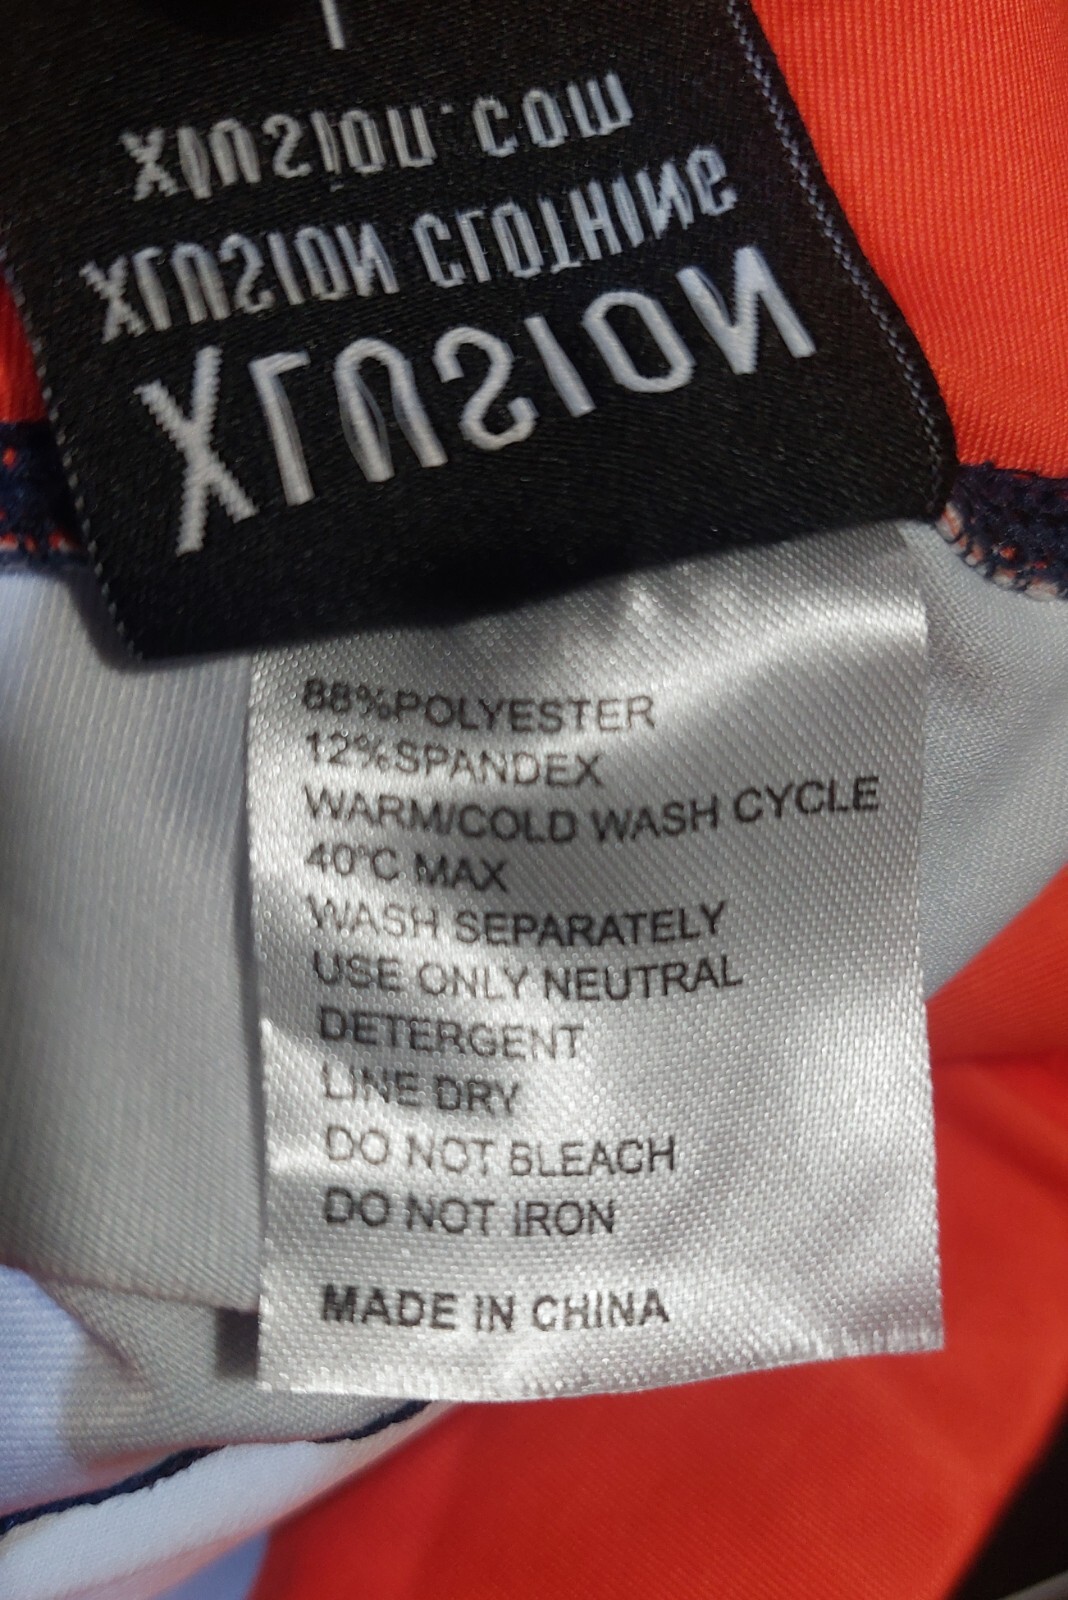 XLUSION
XLUSION CLOTHING
xlusion.com
88%POLYESTER
12%SPANDEX
WARM/COLD WASH CYCLE
40°C MAX
WASH SEPARATELY
USE ONLY NEUTRAL
DETERGENT
LINE DRY
DO NOT BLEACH
DO NOT IRON
MADE IN CHINA